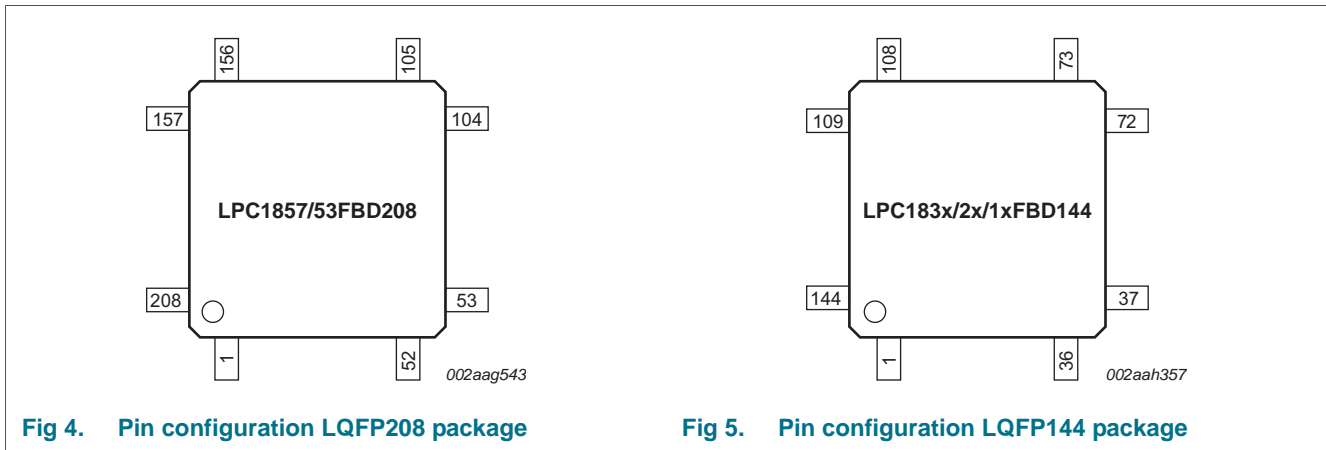 156
105
157
104
LPC1857/53FBD208
208
53
1
52
002aag543
Fig 4. Pin configuration LQFP208 package
108
73
109
72
LPC183x/2x/1xFBD144
144
37
1
36
002aah357
Fig 5. Pin configuration LQFP144 package